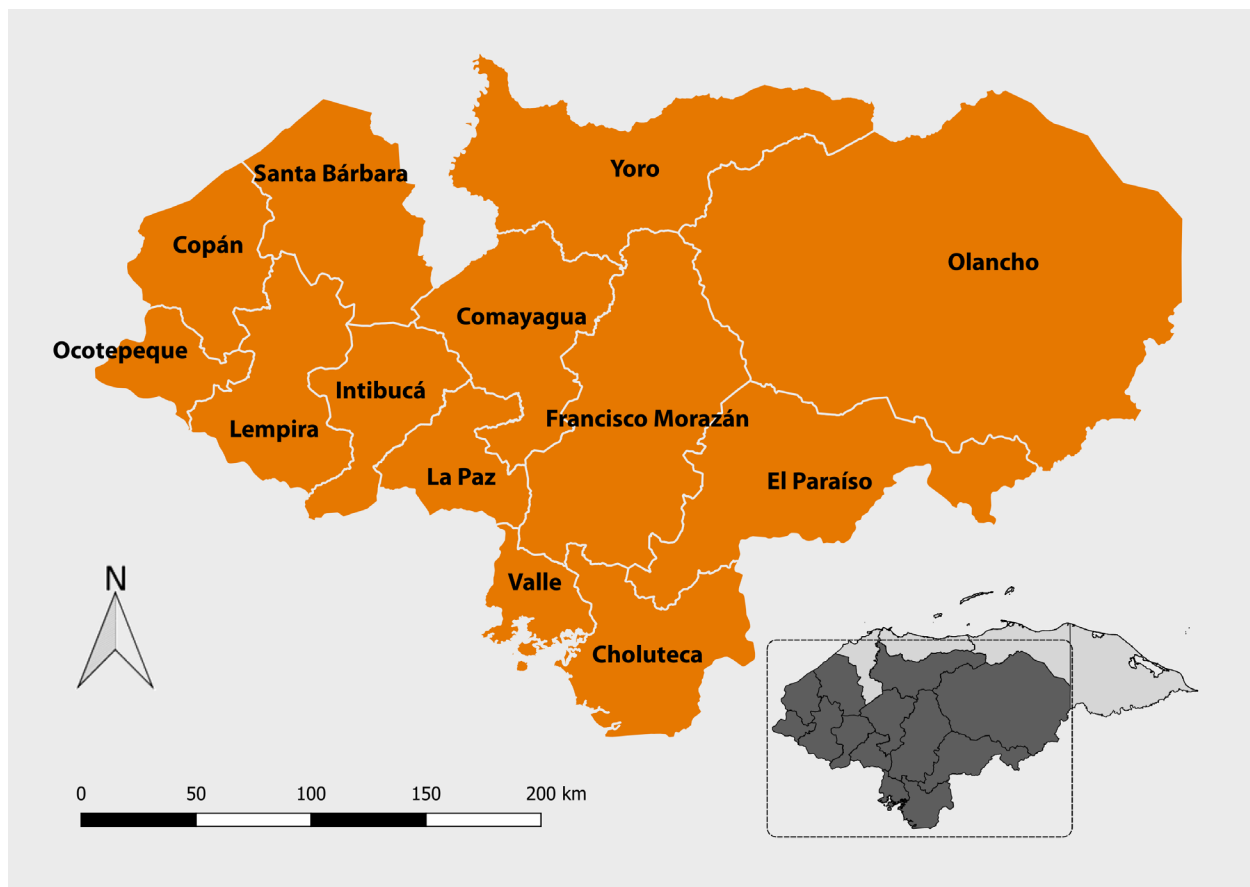 Yoro
Santa Bárbara
Copán
Olancho
Comayagua
Ocotepeque
Intibucá
Francisco Morazán
Lempira
La Paz
El Paraíso
N
Valle
Choluteca
0 50 100 150 200 km